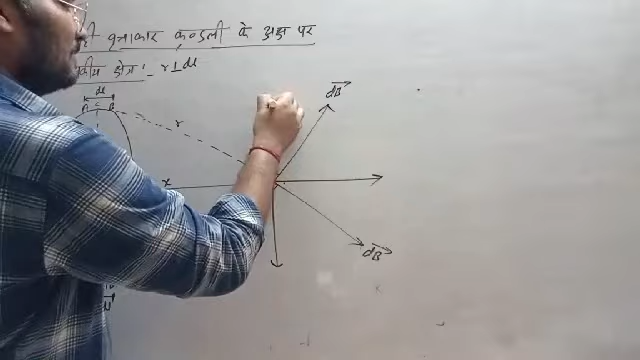 वृत्ताकार कुण्डली के अक्ष पर
क्षेत्र :- r⊥dl
dl
A C B
r
dB
x
dB